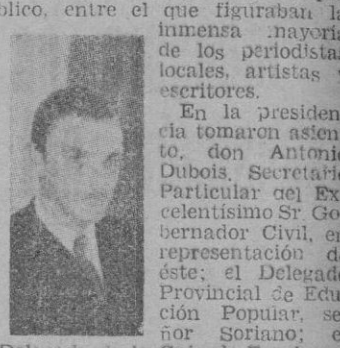 blico, entre el que figuraban la
inmensa mayoría
de los periodistas
locales, artistas y
escritores.
En la presiden
cia tomaron asien
to, don Antonio
Dubois, Secretario
Particular del Ex
celentísimo Sr. Go
bernador Civil, en
representación de
éste; el Delegado
Provincial de Edu
ción Popular, se
ñor Soriano; e